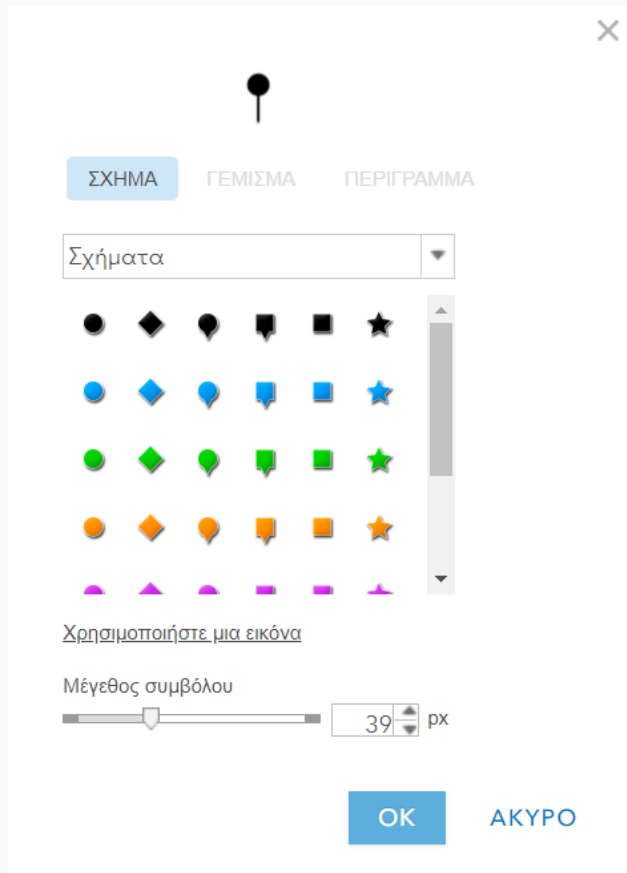 ΣΧΗΜΑ ΓΕΜΙΣΜΑ ΠΕΡΙΓΡΑΜΜΑ
Σχήματα
Χρησιμοποιήστε μια εικόνα
Μέγεθος συμβόλου
39 px
OK ΑΚΥΡΟ